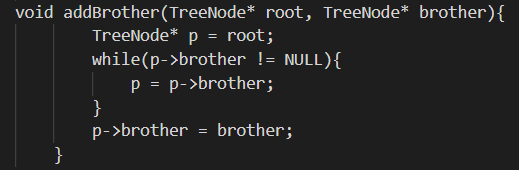 void addBrother(TreeNode* root, TreeNode* brother){
        TreeNode* p = root;
        while(p->brother != NULL){
            p = p->brother;
        }
        p->brother = brother;
    }